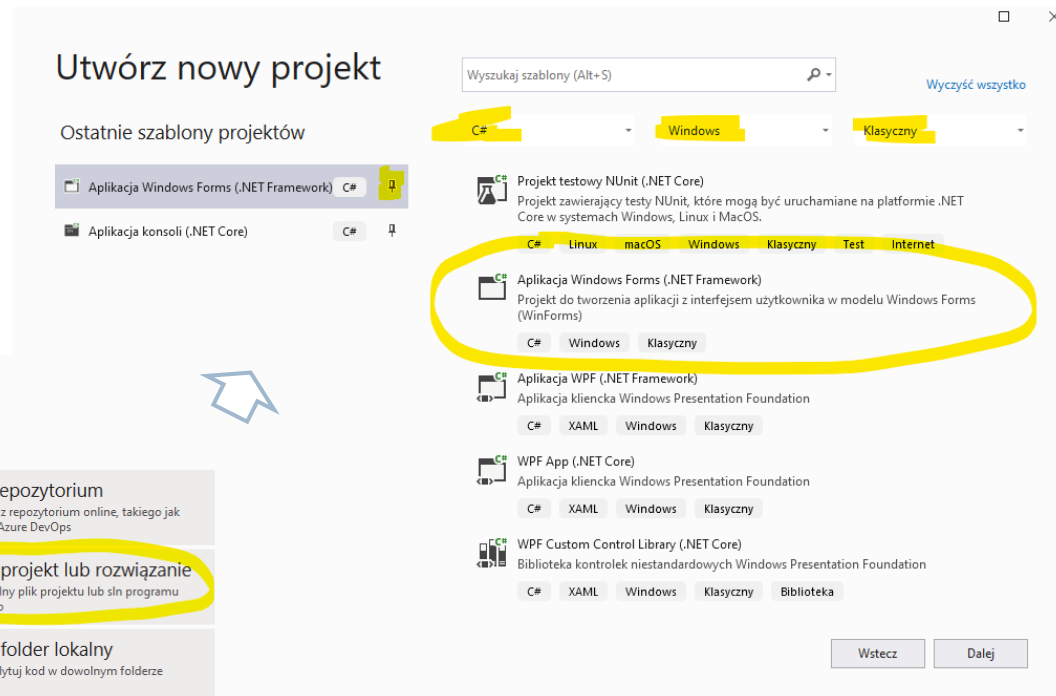 Utwórz nowy projekt
Ostatnie szablony projektów
Aplikacja Windows Forms (.NET Framework) C#
Aplikacja konsoli (.NET Core) C#
Wyszukaj szablony (Alt+S)
Wyczyść wszystko
C# Windows Klasyczny
Projekt testowy NUnit (.NET Core)
Projekt zawierający testy NUnit, które mogą być uruchamiane na platformie .NET
Core w systemach Windows, Linux i MacOS.
C# Linux macOS Windows Klasyczny Test Internet
Aplikacja Windows Forms (.NET Framework)
Projekt do tworzenia aplikacji z interfejsem użytkownika w modelu Windows Forms
(WinForms)
C# Windows Klasyczny
Aplikacja WPF (.NET Framework)
Aplikacja kliencka Windows Presentation Foundation
C# XAML Windows Klasyczny
WPF App (.NET Core)
Aplikacja kliencka Windows Presentation Foundation
C# XAML Windows Klasyczny
WPF Custom Control Library (.NET Core)
Biblioteka kontrolek niestandardowych Windows Presentation Foundation
C# XAML Windows Klasyczny Biblioteka
Wstecz Dalej
epozytorium
z repozytorium online, takiego jak
Azure DevOps
projekt lub rozwiązanie
lny plik projektu lub sln programu
folder lokalny
dytuj kod w dowolnym folderze